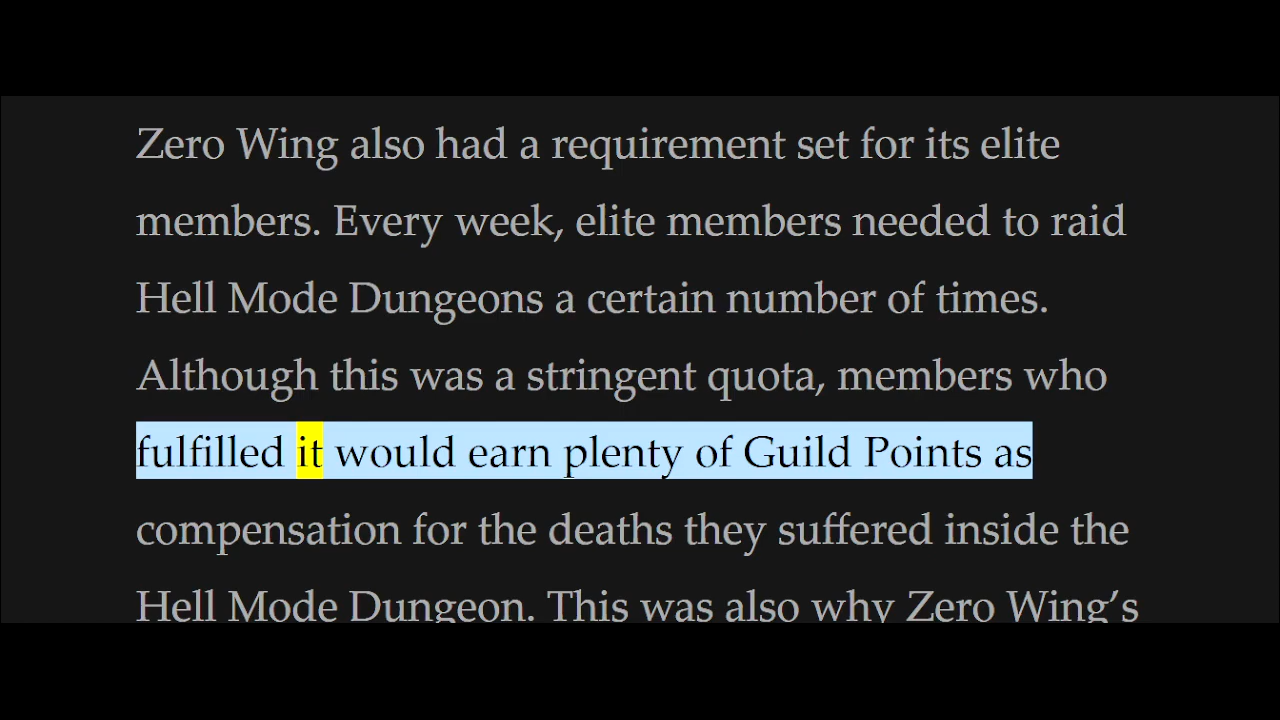 Zero Wing also had a requirement set for its elite
members. Every week, elite members needed to raid
Hell Mode Dungeons a certain number of times.
Although this was a stringent quota, members who
fulfilled it would earn plenty of Guild Points as
compensation for the deaths they suffered inside the
Hell Mode Dungeon. This was also why Zero Wing’s